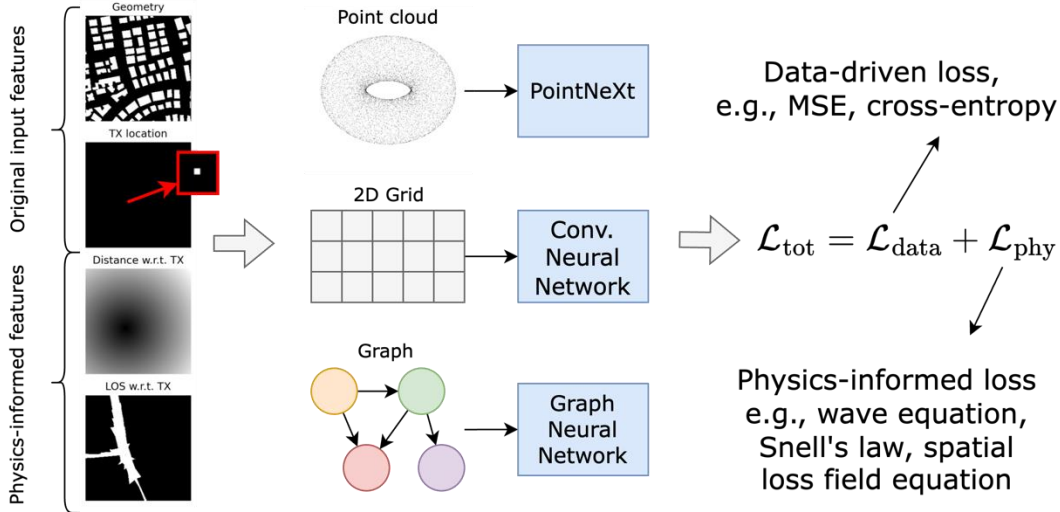 Original input features
Physics-informed features
Geometry
TX location
Distance w.r.t. TX
LOS w.r.t. TX
Point cloud
PointNeXt
2D Grid
Conv.
Neural
Network
Graph
Graph
Neural
Network
Data-driven loss,
e.g., MSE, cross-entropy
𝓛tot = 𝓛data + 𝓛phy
Physics-informed loss
e.g., wave equation,
Snell's law, spatial
loss field equation